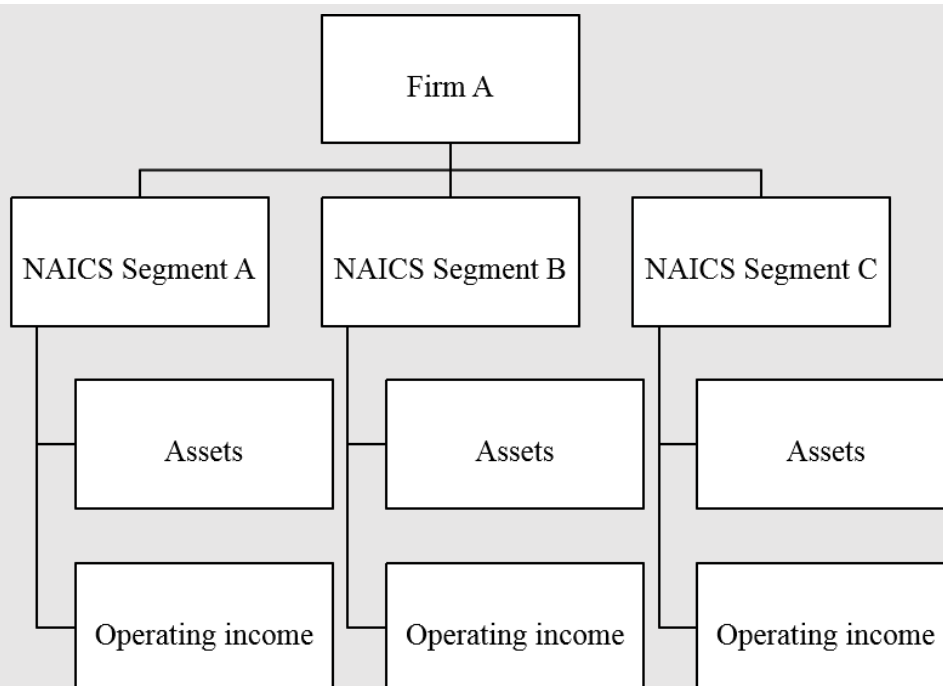 Firm A
NAICS Segment A
NAICS Segment B
NAICS Segment C
Assets
Assets
Assets
Operating income
Operating income
Operating income